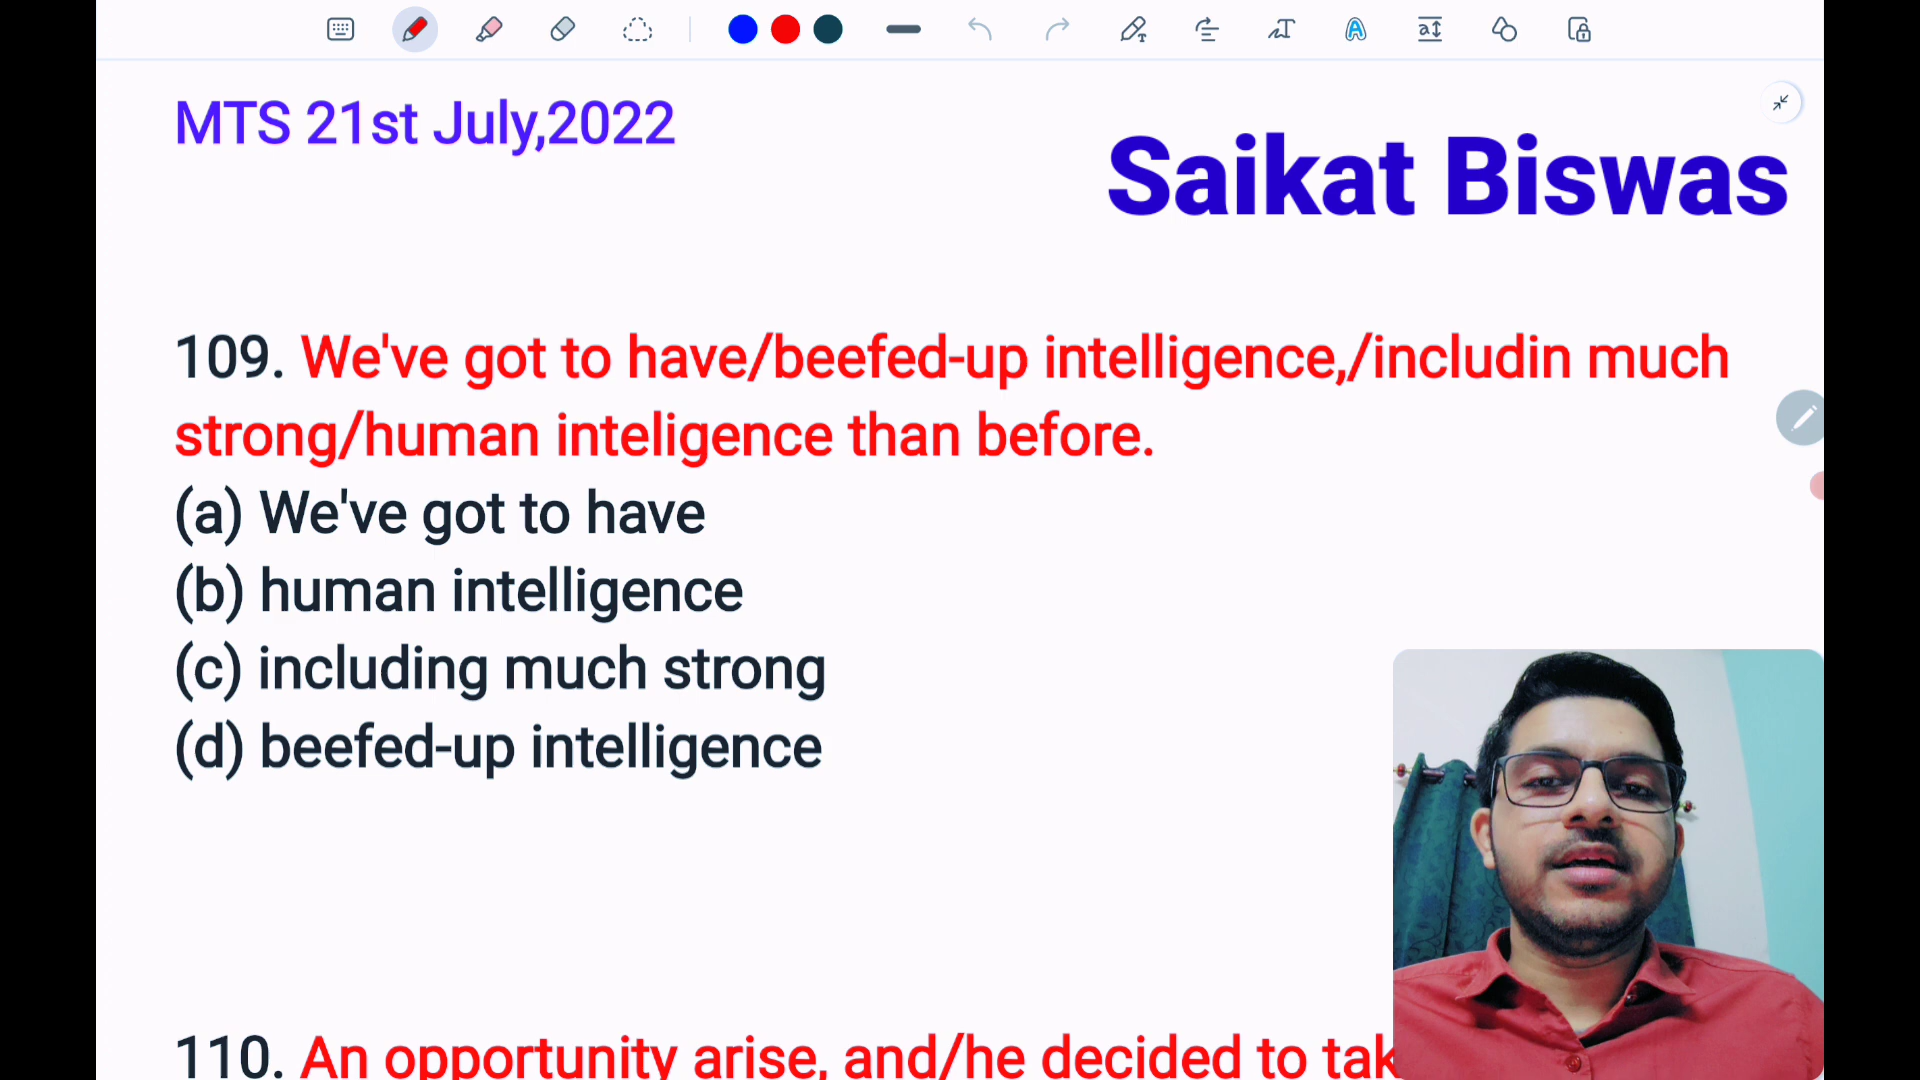 MTS 21st July,2022
Saikat Biswas
109. We've got to have/beefed-up intelligence,/includin much
strong/human inteligence than before.
(a) We've got to have
(b) human intelligence
(c) including much strong
(d) beefed-up intelligence
110. An opportunity arise, and/he decided to tak